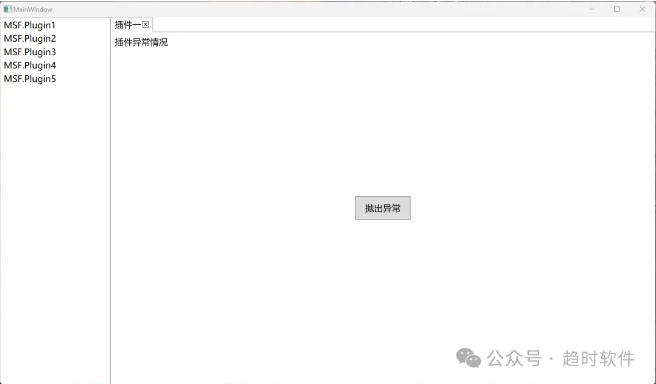 MainWindow
MSF.Plugin1
MSF.Plugin2
MSF.Plugin3
MSF.Plugin4
MSF.Plugin5
插件一
插件异常情况
抛出异常
公众号 · 趋时软件